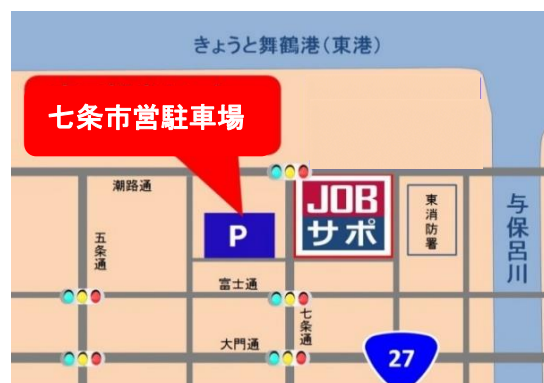 きょうと舞鶴港(東港)
七条市営駐車場
潮路通
JOB
サポ
東消防署
与保呂川
五条通
P
富士通
七条通
大門通
27